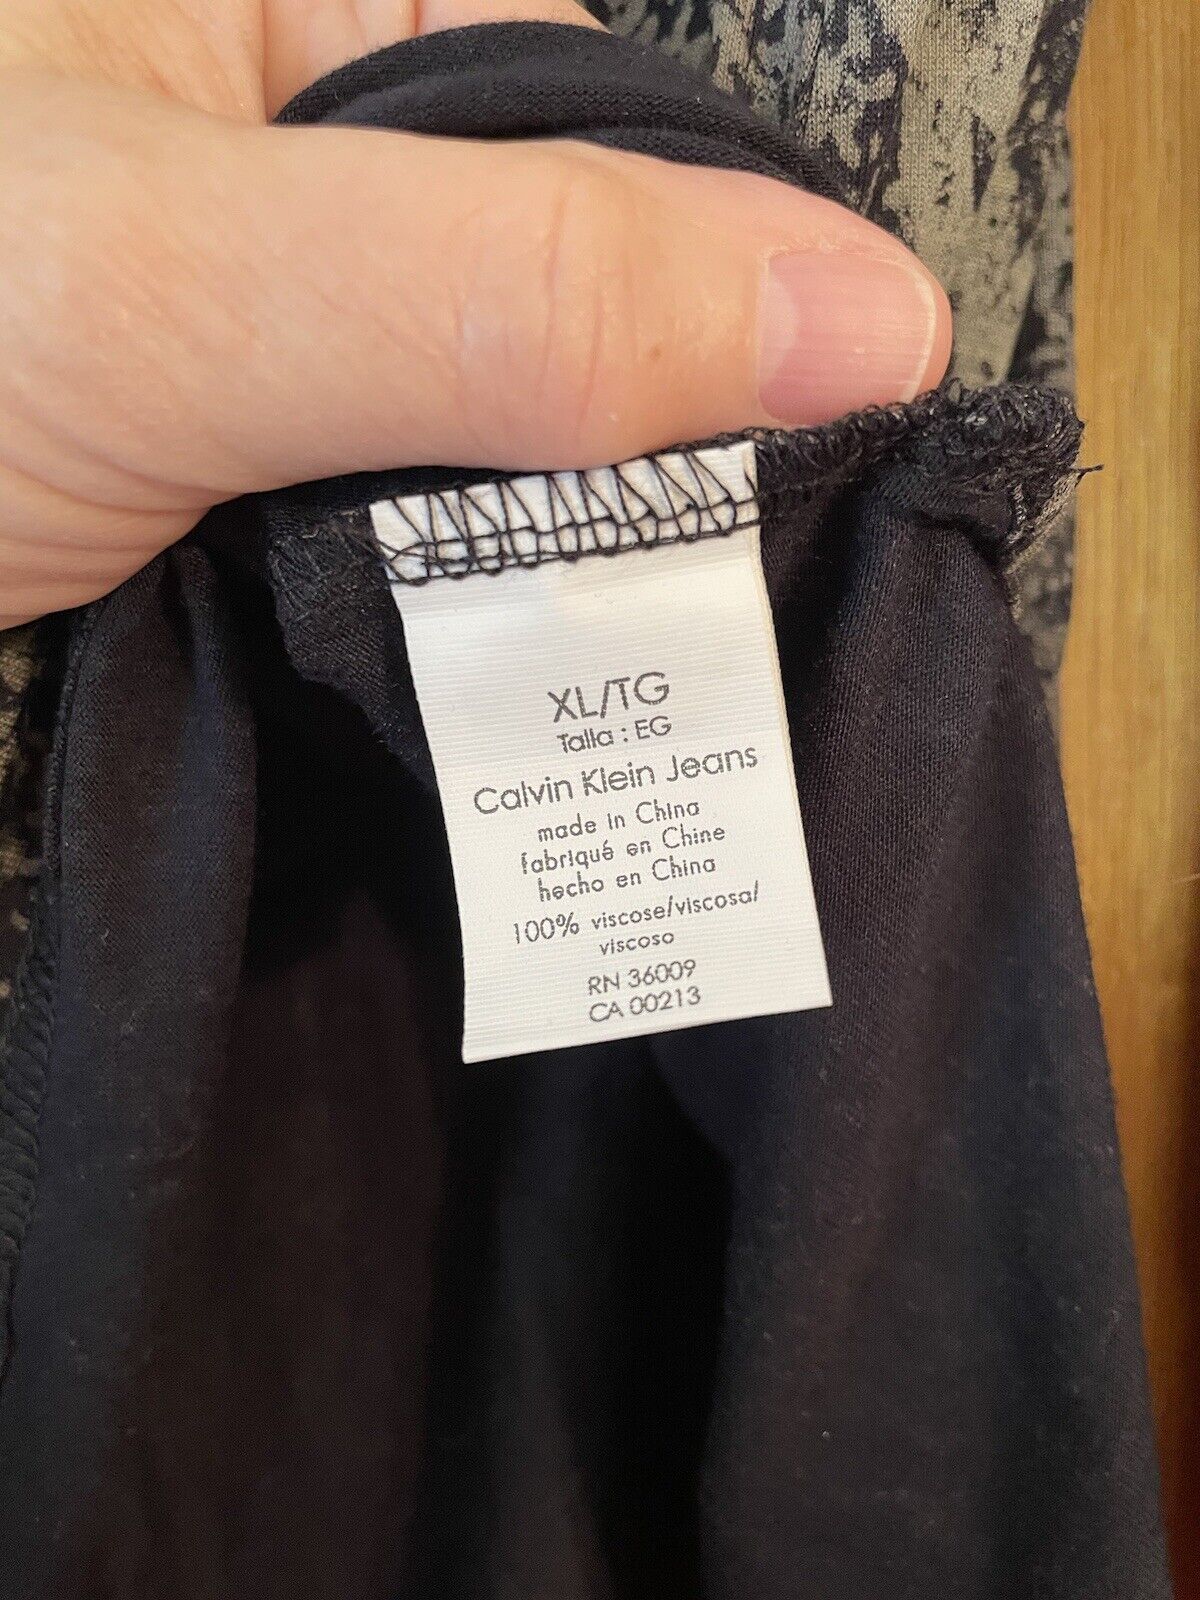 XL/TG
Talla : EG
Calvin Klein Jeans
made in China
fabriqué en Chine
hecho en China
100% viscose/viscosa/
viscoso
RN 36009
CA 00213